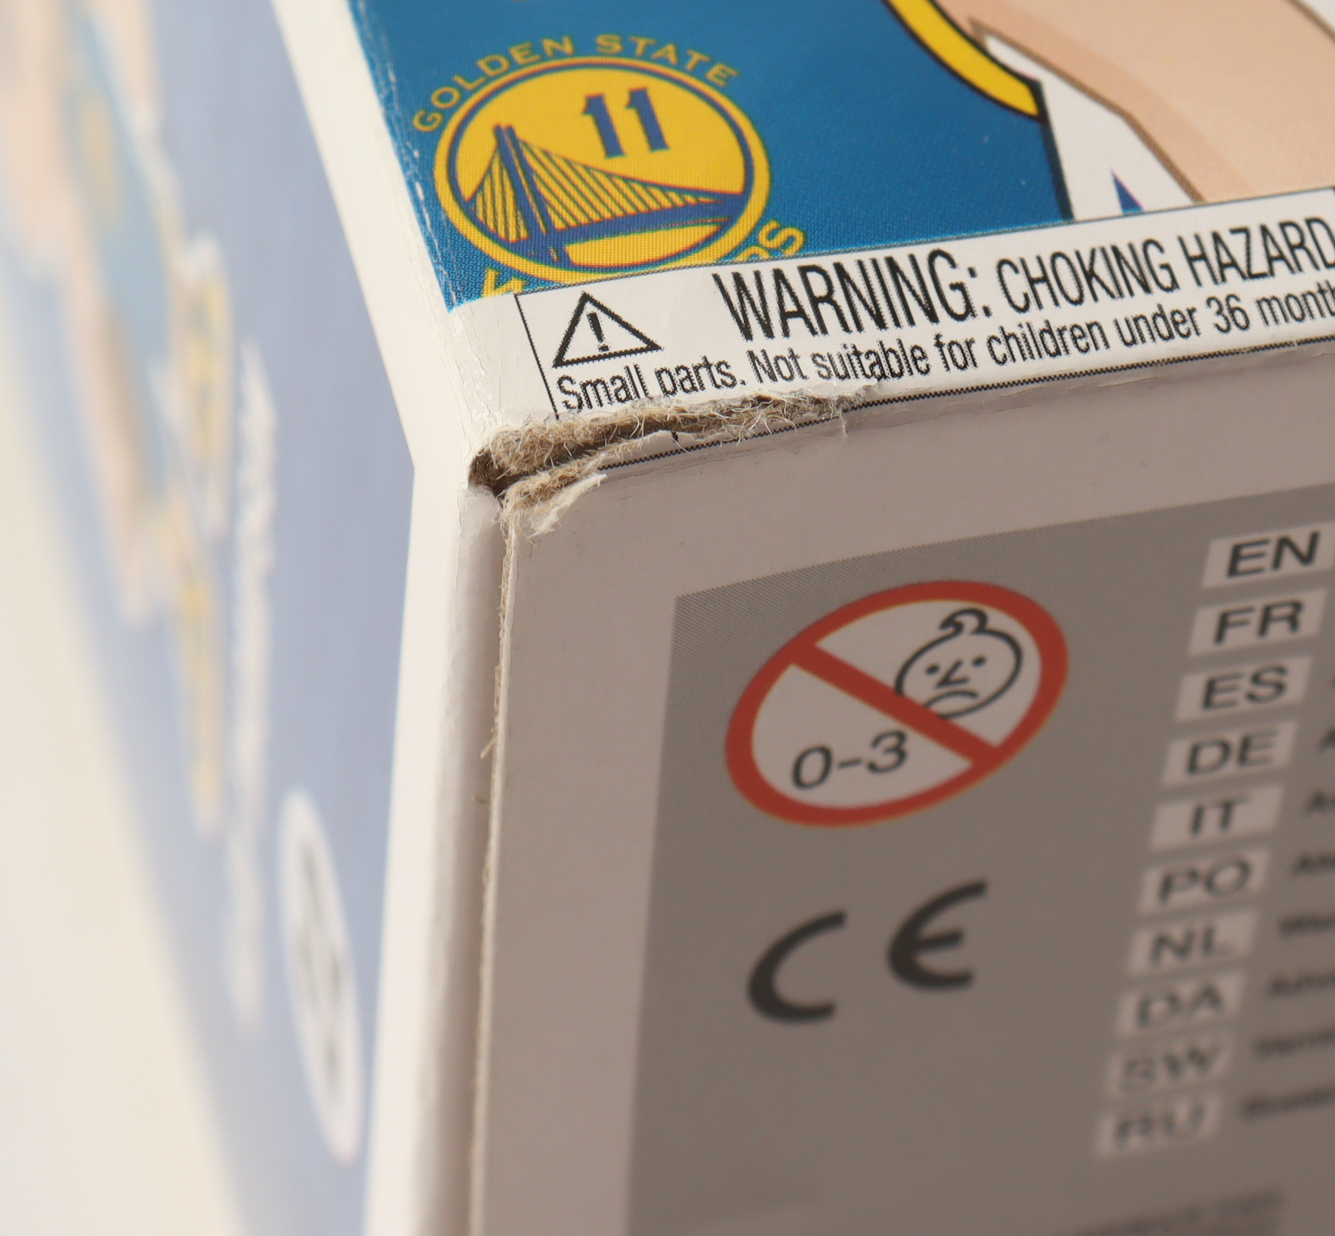 GOLDEN STATE
11
WARNING: CHOKING HAZARD
Small parts. Not suitable for children under 36 month
0-3
CE
EN
FR
ES
DE
IT
PO
NL
DA
SW
RU